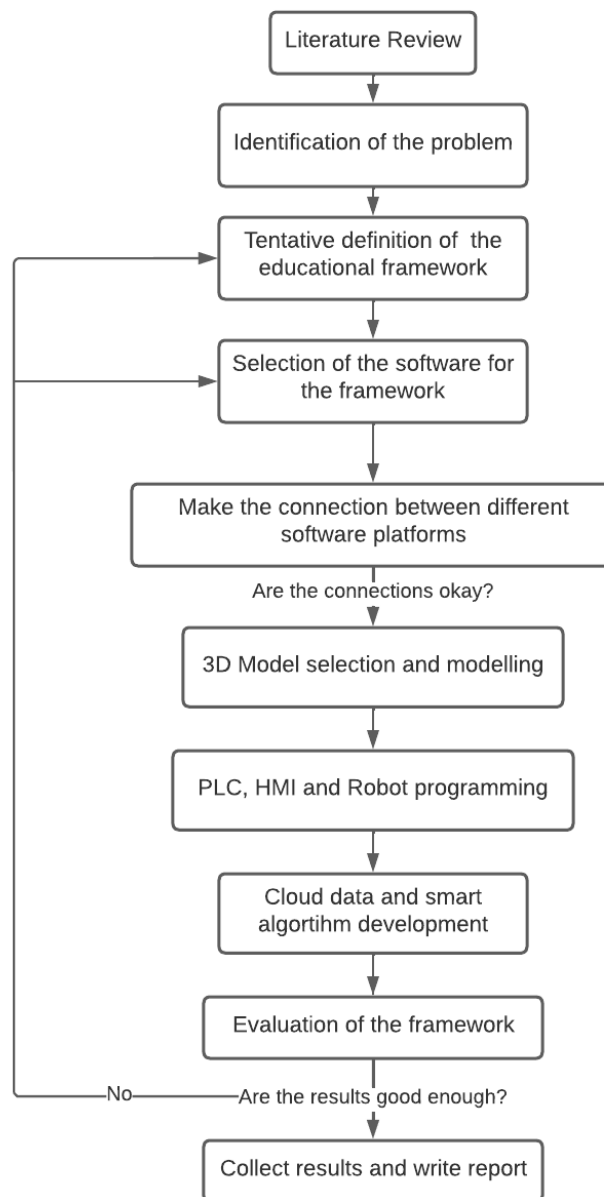 Literature Review
Identification of the problem
Tentative definition of the
educational framework
Selection of the software for
the framework
Make the connection between different
software platforms
Are the connections okay?
3D Model selection and modelling
PLC, HMI and Robot programming
Cloud data and smart
algortihm development
Evaluation of the framework
No
Are the results good enough?
Collect results and write report